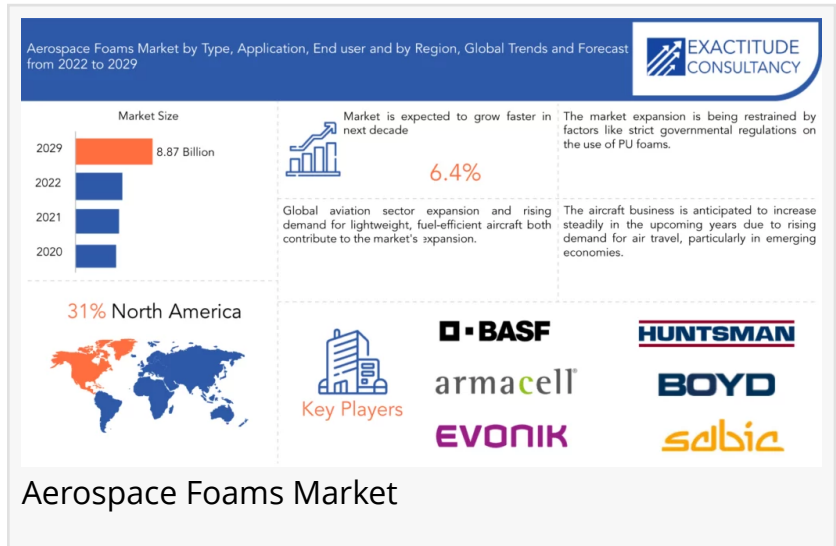 Aerospace Foams Market by Type, Application, End user and by Region, Global Trends and Forecast
from 2022 to 2029
EXACTITUDE
CONSULTANCY
Market Size
2029
8.87 Billion
2022
2021
2020
Market is expected to grow faster in
next decade
6.4%
The market expansion is being restrained by
factors like strict governmental regulations on
the use of PU foams.
Global aviation sector expansion and rising
demand for lightweight, fuel-efficient aircraft both
contribute to the market's expansion.
The aircraft business is anticipated to increase
steadily in the upcoming years due to rising
demand for air travel, particularly in emerging
economies.
31% North America
Key Players
BASF
HUNTSMAN
armacell
BOYD
EVONIK
sabic
Aerospace Foams Market